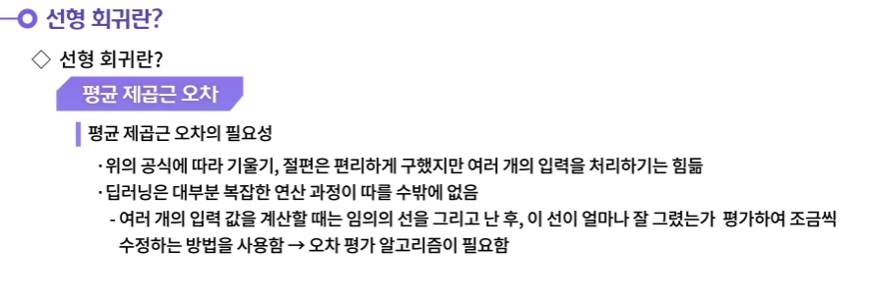 선형 회귀란?
◇ 선형 회귀란?
평균 제곱근 오차
평균 제곱근 오차의 필요성
·위의 공식에 따라 기울기, 절편은 편리하게 구했지만 여러 개의 입력을 처리하기는 힘듦
·딥러닝은 대부분 복잡한 연산 과정이 따를 수밖에 없음
- 여러 개의 입력 값을 계산할 때는 임의의 선을 그리고 난 후, 이 선이 얼마나 잘 그렸는가 평가하여 조금씩
수정하는 방법을 사용함 → 오차 평가 알고리즘이 필요함